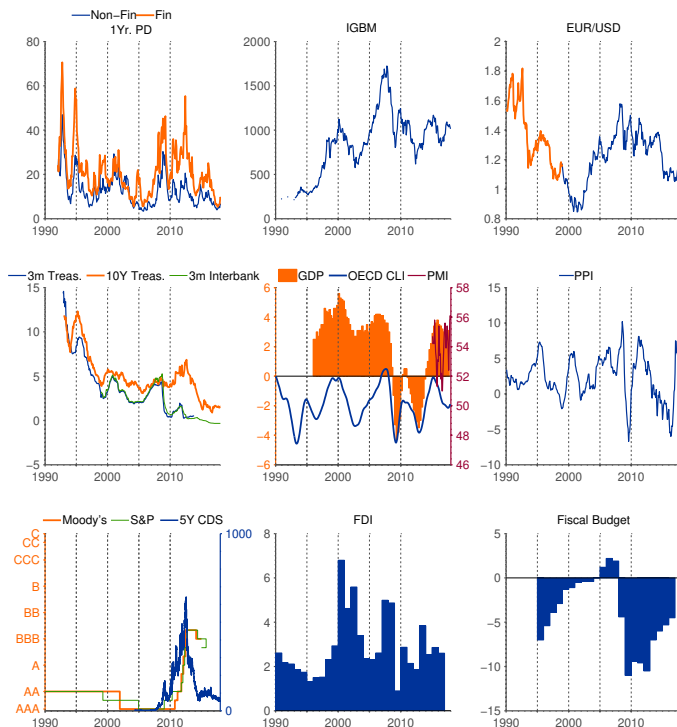 Non-Fin Fin
1Yr. PD
IGBM
EUR/USD
80
60
40
20
0
1990 2000 2010
2000
1500
1000
500
0
1990 2000 2010
2
1.8
1.6
1.4
1.2
1
0.8
1990 2000 2010
3m Treas. 10Y Treas. 3m Interbank
GDP OECD CLI PMI
PPI
15
10
5
0
-5
1990 2000 2010
6
4
2
0
-2
-4
-6
58
56
54
52
50
48
46
1990 2000 2010
15
10
5
0
-5
-10
1990 2000 2010
Moody's S&P 5Y CDS
FDI
Fiscal Budget
C
CC
CCC
B
BB
BBB
A
AA
AAA
1000
0
1990 2000 2010
8
6
4
2
0
1990 2000 2010
5
0
-5
-10
-15
1990 2000 2010